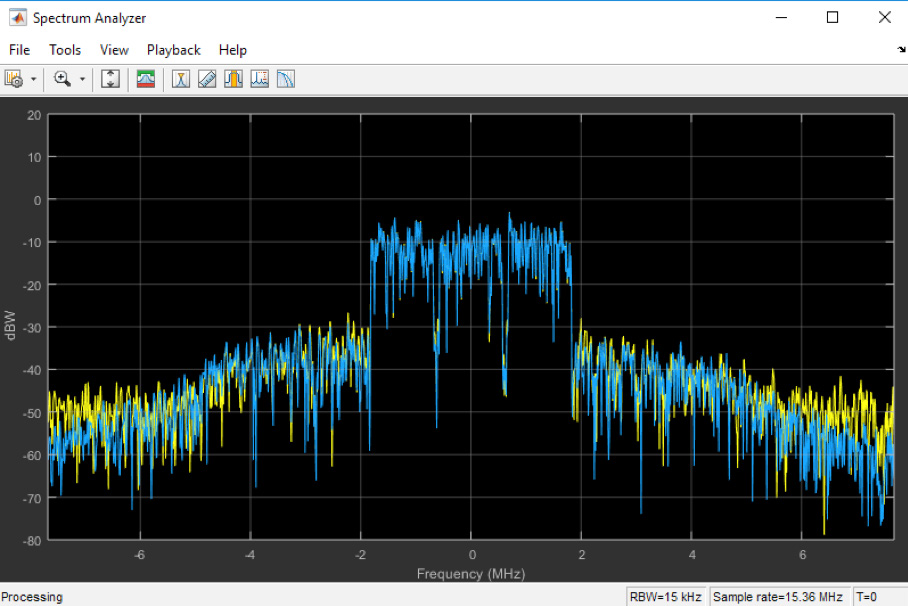 Spectrum Analyzer
File Tools View Playback Help
20
10
0
-10
-20
-30
-40
-50
-60
-70
-80
dBW
-6 -4 -2 0 2 4 6
Frequency (MHz)
Processing RBW=15 kHz Sample rate=15.36 MHz T=0